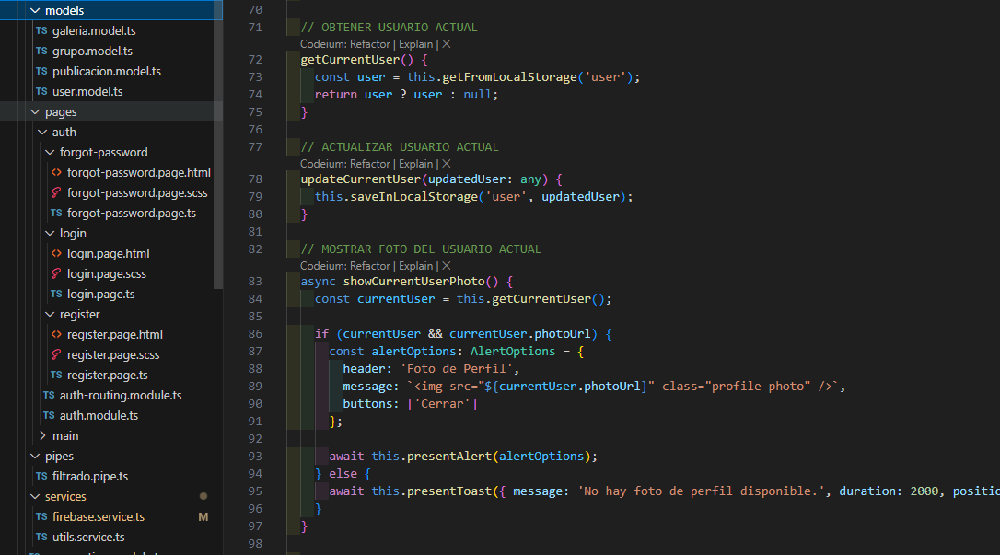 models
TS galeria.model.ts
TS grupo.model.ts
TS publicacion.model.ts
TS user.model.ts
pages
auth
forgot-password
<> forgot-password.page.html
forgot-password.page.scss
TS forgot-password.page.ts
login
<> login.page.html
login.page.scss
TS login.page.ts
register
<> register.page.html
register.page.scss
TS register.page.ts
TS auth-routing.module.ts
TS auth.module.ts
main
pipes
TS filtrado.pipe.ts
services
TS firebase.service.ts M
TS utils.service.ts
70
71 // OBTENER USUARIO ACTUAL
Codeium: Refactor | Explain | X
72 getCurrentUser() {
73 const user = this.getFromLocalStorage('user');
74 return user ? user : null;
75 }
76
77 // ACTUALIZAR USUARIO ACTUAL
Codeium: Refactor | Explain | X
78 updateCurrentUser(updatedUser: any) {
79 this.saveInLocalStorage('user', updatedUser);
80 }
81
82 // MOSTRAR FOTO DEL USUARIO ACTUAL
Codeium: Refactor | Explain | X
83 async showCurrentUserPhoto() {
84 const currentUser = this.getCurrentUser();
85
86 if (currentUser && currentUser.photoUrl) {
87 const alertOptions: AlertOptions = {
88 header: 'Foto de Perfil',
89 message: `<img src="${currentUser.photoUrl}" class="profile-photo" />`,
90 buttons: ['Cerrar']
91 };
92
93 await this.presentAlert(alertOptions);
94 } else {
95 await this.presentToast({ message: 'No hay foto de perfil disponible.', duration: 2000, positic
96 }
97 }
98